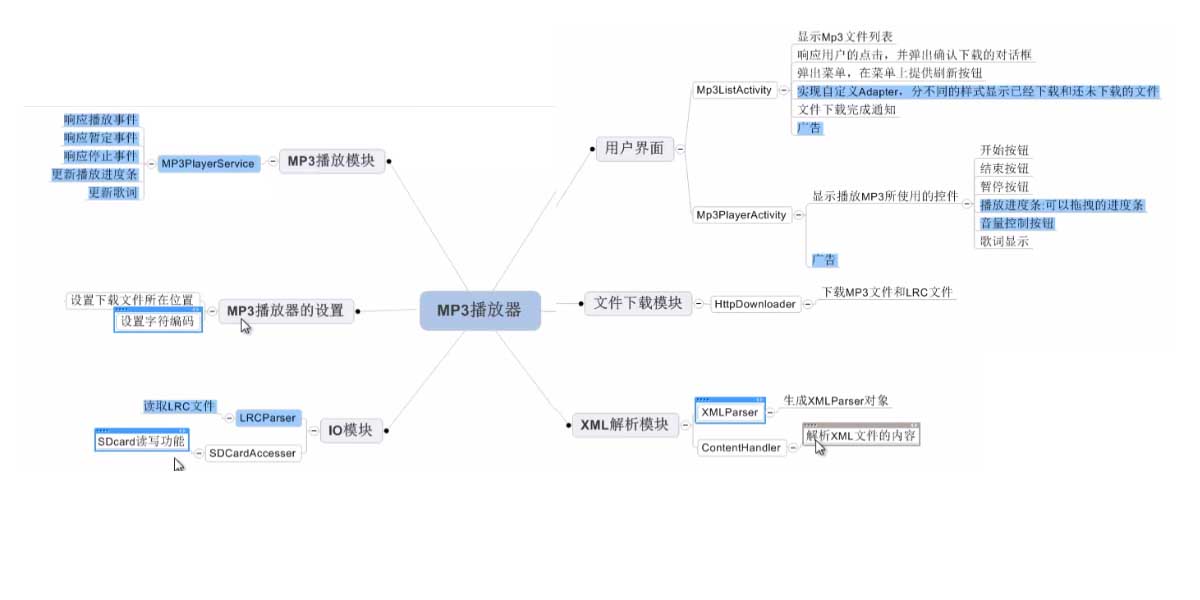 MP3播放器
用户界面
Mp3ListActivity
显示Mp3文件列表
响应用户的点击，并弹出确认下载的对话框
弹出菜单，在菜单上提供刷新按钮
实现自定义Adapter，分不同的样式显示已经下载和还未下载的文件
文件下载完成通知
广告
Mp3PlayerActivity
显示播放MP3所使用的控件
开始按钮
结束按钮
暂停按钮
播放进度条:可以拖拽的进度条
音量控制按钮
歌词显示
广告
文件下载模块
HttpDownloader
下载MP3文件和LRC文件
XML解析模块
XMLParser
生成XMLParser对象
ContentHandler
解析XML文件的内容
MP3播放模块
MP3PlayerService
响应播放事件
响应暂定事件
响应停止事件
更新播放进度条
更新歌词
MP3播放器的设置
设置下载文件所在位置
设置字符编码
IO模块
LRCParser
读取LRC文件
SDCardAccesser
SDcard读写功能